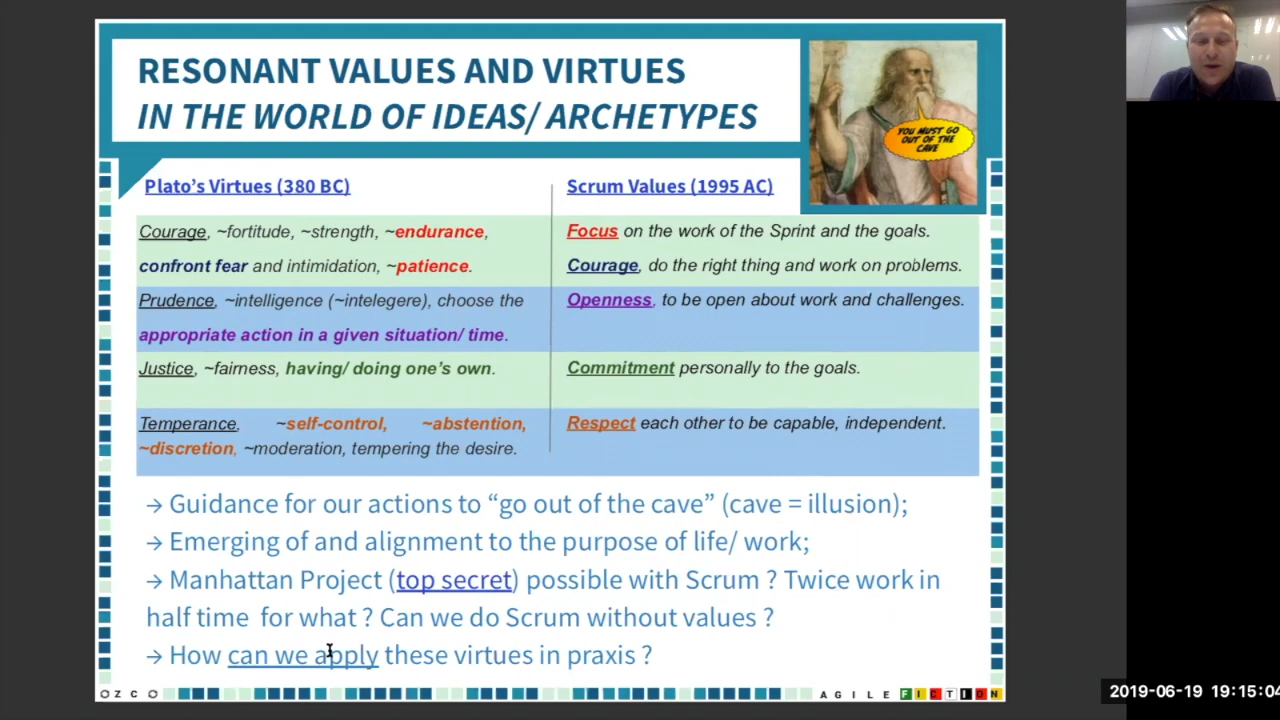 RESONANT VALUES AND VIRTUES
IN THE WORLD OF IDEAS/ ARCHETYPES
YOU MUST GO
OUT OF THE
CAVE
Plato's Virtues (380 BC)
Scrum Values (1995 AC)
Courage, ~fortitude, ~strength, ~endurance,
confront fear and intimidation, ~patience.
Focus on the work of the Sprint and the goals.
Courage, do the right thing and work on problems.
Prudence, ~intelligence (~intelegere), choose the
appropriate action in a given situation/ time.
Openness, to be open about work and challenges.
Justice, ~fairness, having/ doing one's own.
Commitment personally to the goals.
Temperance, ~self-control, ~abstention,
~discretion, ~moderation, tempering the desire.
Respect each other to be capable, independent.
→ Guidance for our actions to “go out of the cave” (cave = illusion);
→ Emerging of and alignment to the purpose of life/ work;
→ Manhattan Project (top secret) possible with Scrum ? Twice work in
half time for what ? Can we do Scrum without values ?
→ How can we apply these virtues in praxis ?
OZCO
AGILEFICTION
2019-06-19 19:15:04